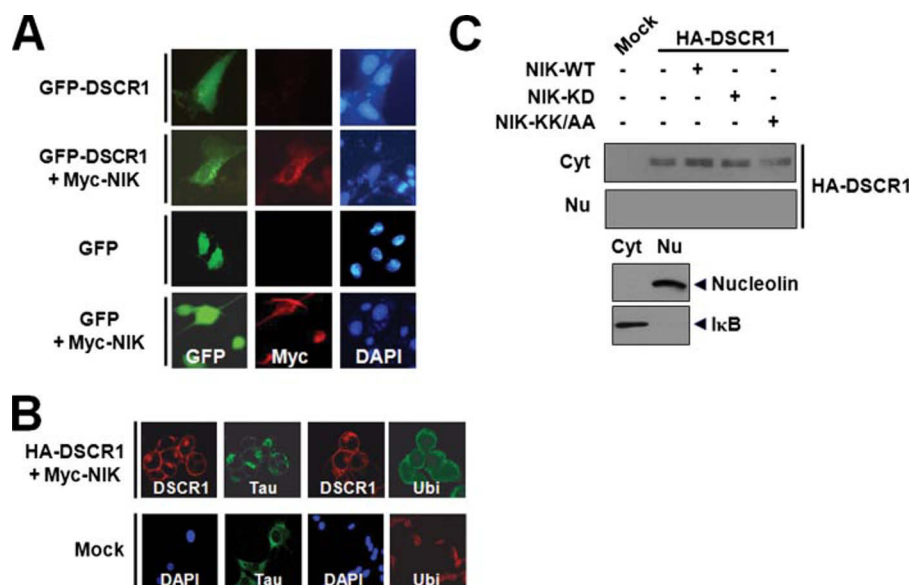 A
GFP-DSCR1
GFP-DSCR1
+ Myc-NIK
GFP
GFP
+ Myc-NIK
GFP Myc DAPI
B
HA-DSCR1
+ Myc-NIK
DSCR1 Tau DSCR1 Ubi
Mock
DAPI Tau DAPI Ubi
C
Mock HA-DSCR1
NIK-WT - - + - -
NIK-KD - - - + -
NIK-KK/AA - - - - +
Cyt
Nu
HA-DSCR1
Cyt Nu
Nucleolin
IκB